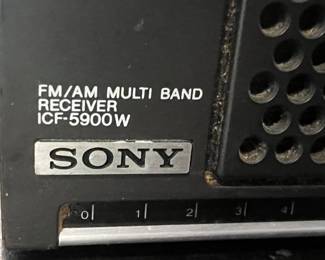 FM/AM MULTI BAND
RECEIVER
ICF-5900W
SONY
0 1 2 3 4